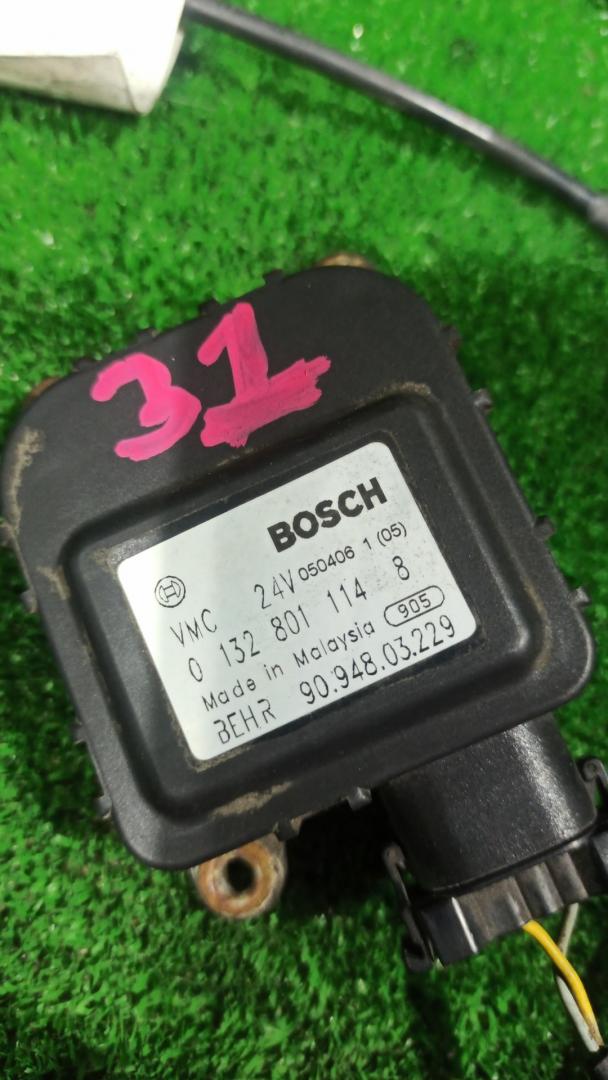 31
BOSCH
VMC 24V 050406 1 (05)
0 132 801 114 8
Made in Malaysia 905
BEHR 90.948.03.229